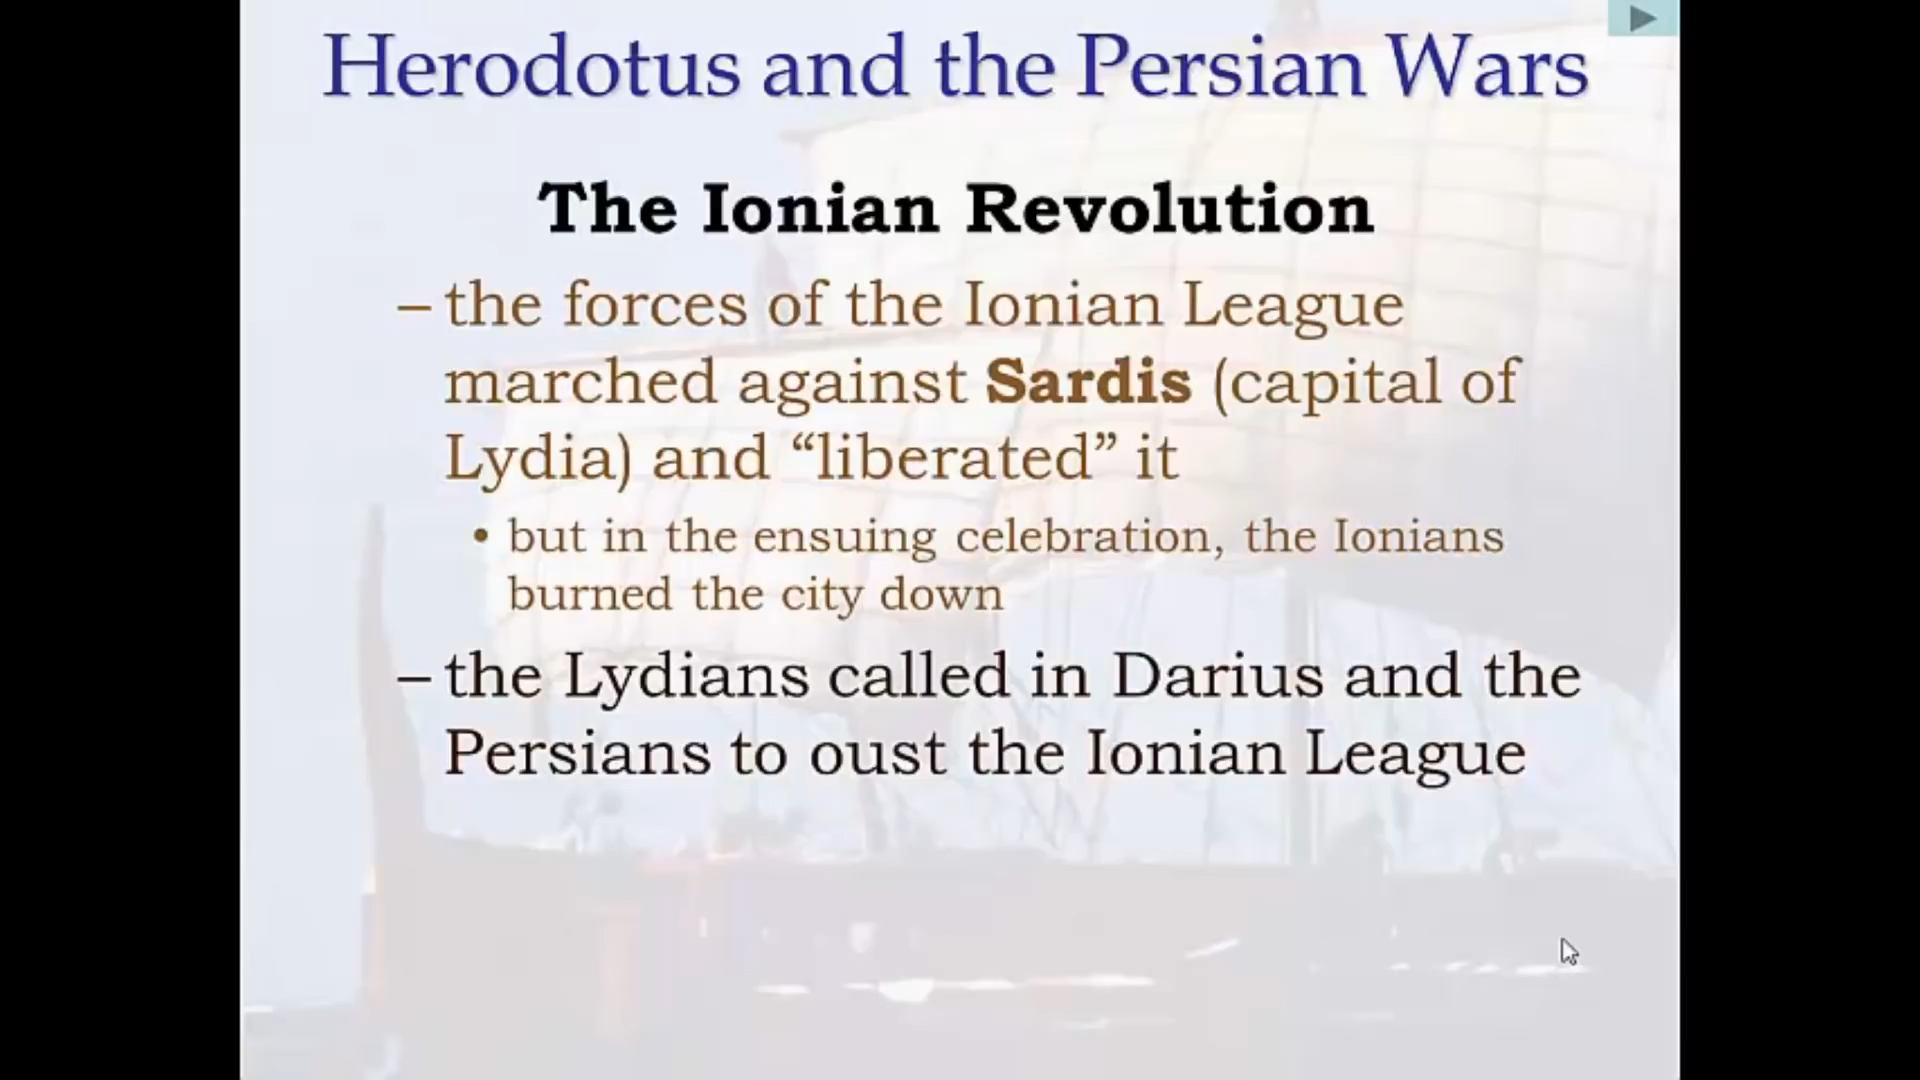 Herodotus and the Persian Wars
The Ionian Revolution
– the forces of the Ionian League
marched against Sardis (capital of
Lydia) and “liberated” it
• but in the ensuing celebration, the Ionians
burned the city down
– the Lydians called in Darius and the
Persians to oust the Ionian League